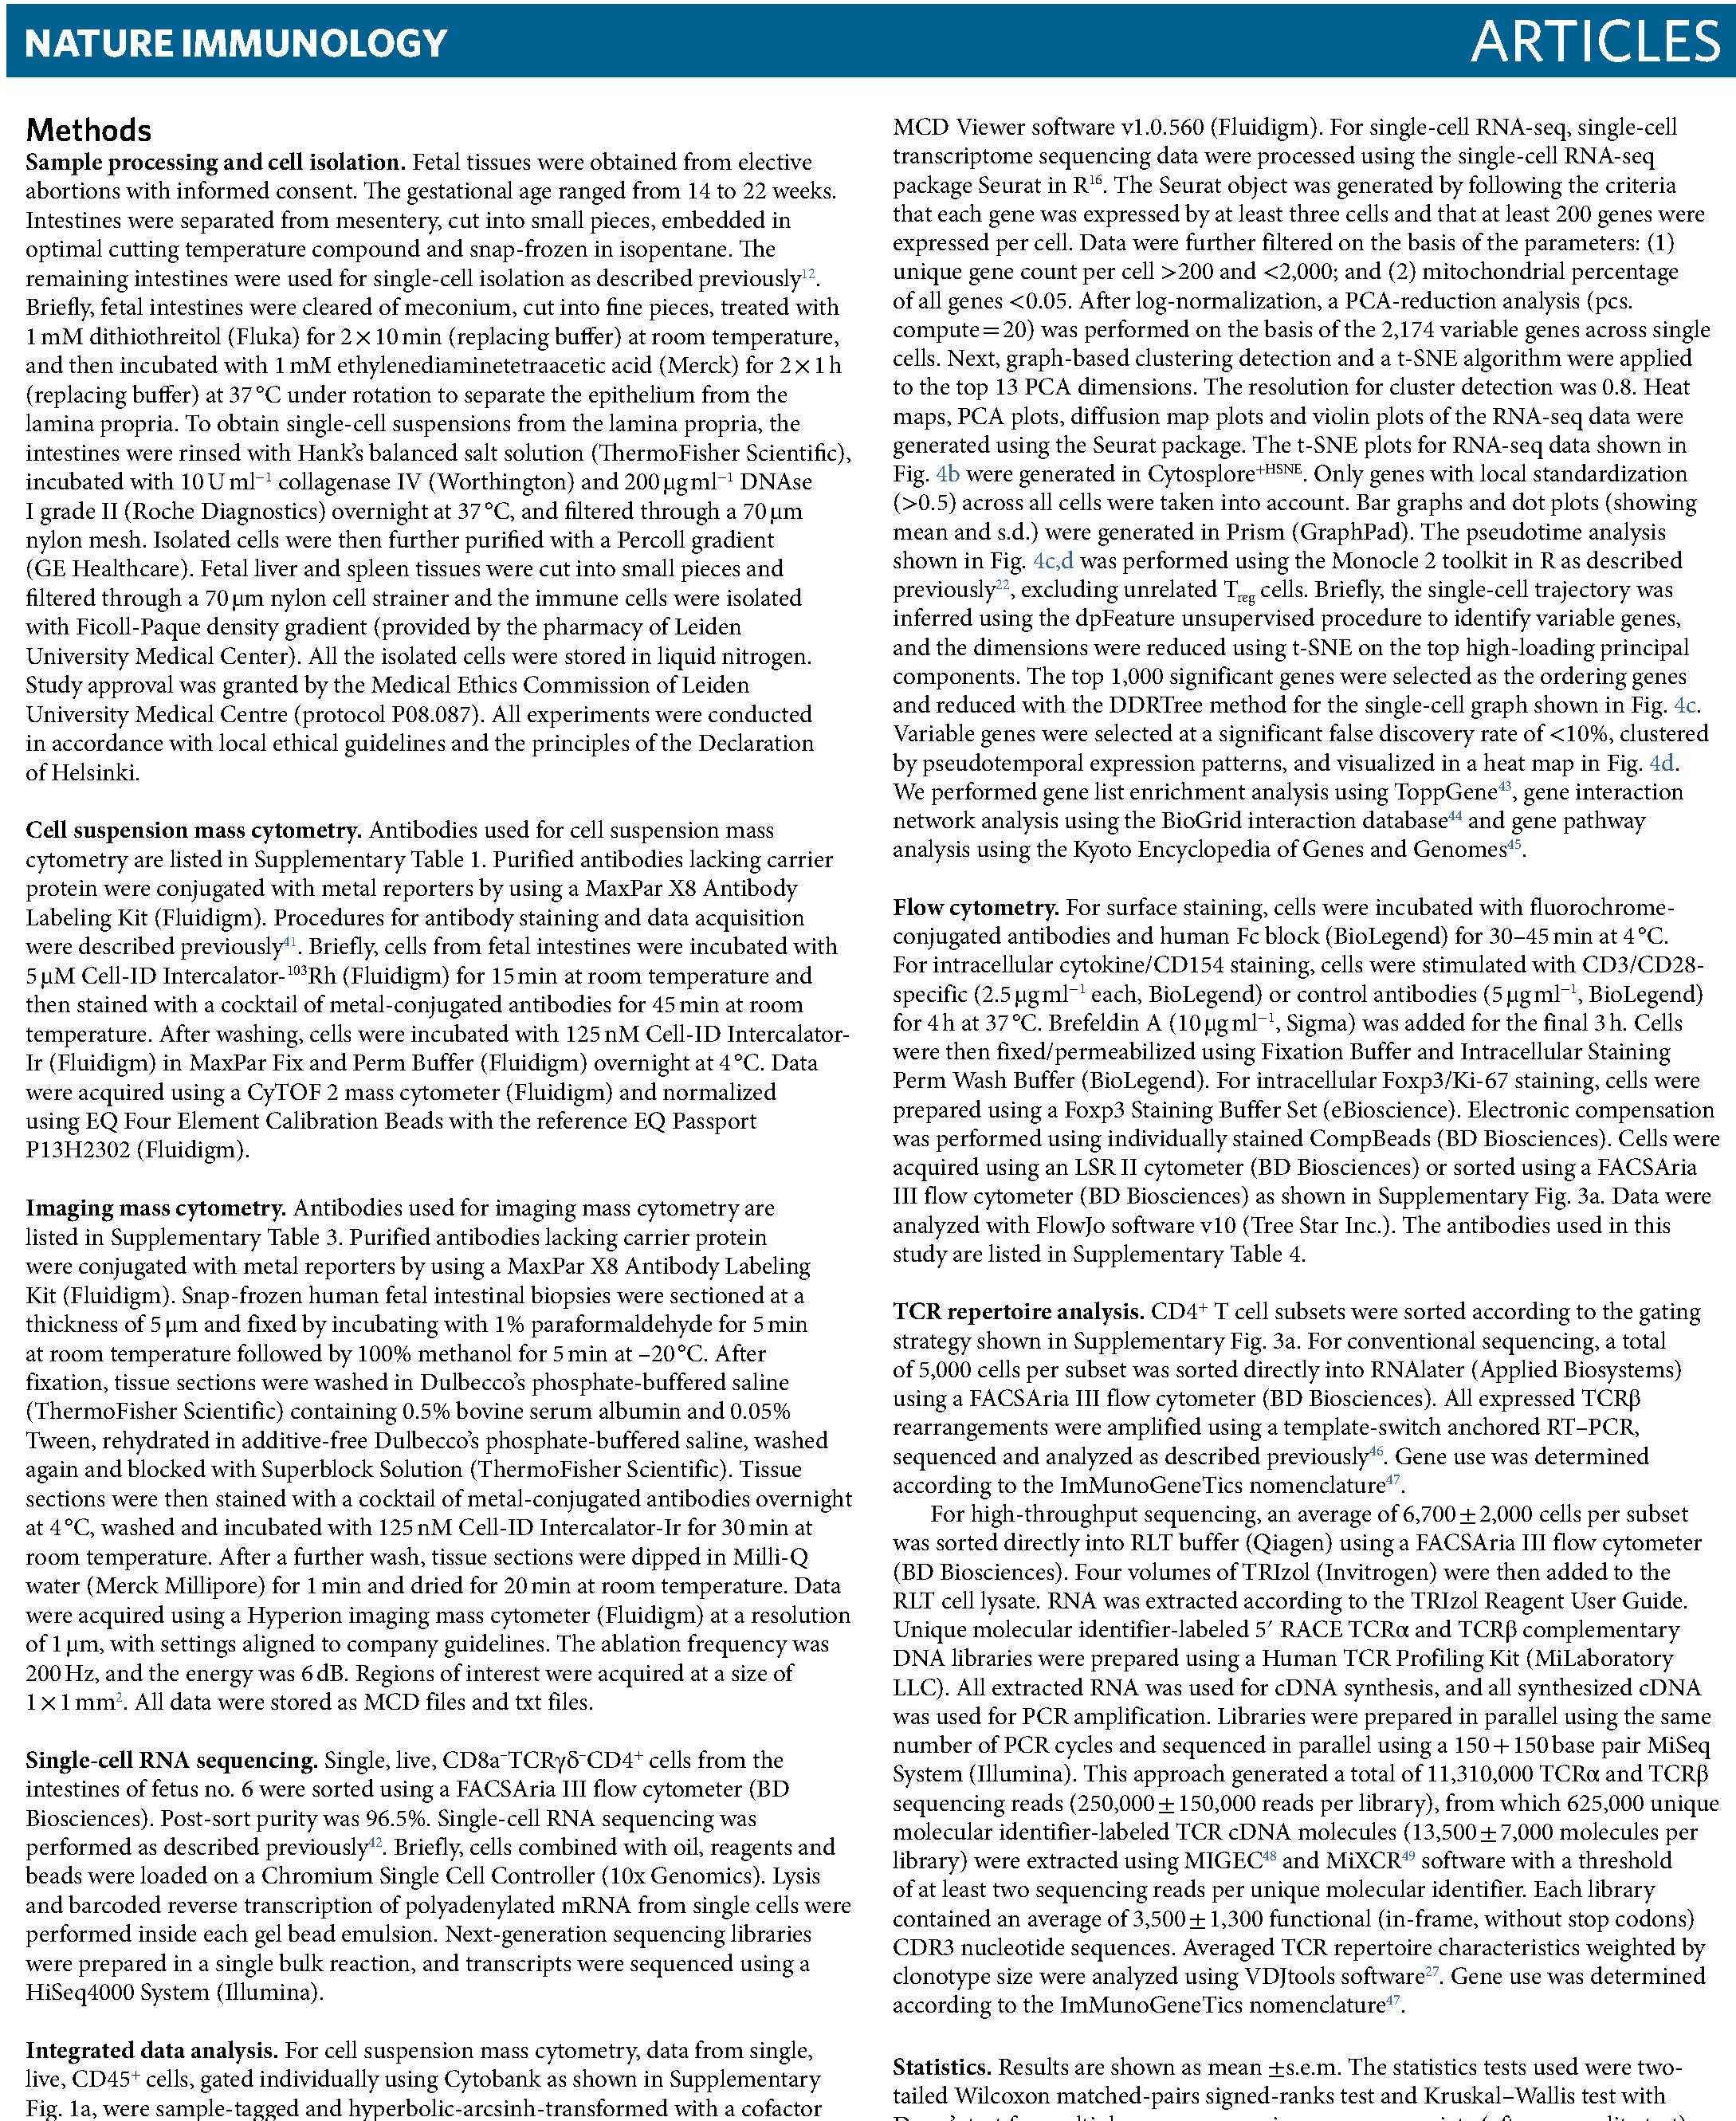 NATURE IMMUNOLOGY
ARTICLES
Methods
Sample processing and cell isolation. Fetal tissues were obtained from elective
abortions with informed consent. The gestational age ranged from 14 to 22 weeks.
Intestines were separated from mesentery, cut into small pieces, embedded in
optimal cutting temperature compound and snap-frozen in isopentane. The
remaining intestines were used for single-cell isolation as described previously¹².
Briefly, fetal intestines were cleared of meconium, cut into fine pieces, treated with
1 mM dithiothreitol (Fluka) for 2 × 10 min (replacing buffer) at room temperature,
and then incubated with 1 mM ethylenediaminetetraacetic acid (Merck) for 2 × 1 h
(replacing buffer) at 37 °C under rotation to separate the epithelium from the
lamina propria. To obtain single-cell suspensions from the lamina propria, the
intestines were rinsed with Hank's balanced salt solution (ThermoFisher Scientific),
incubated with 10 U ml⁻¹ collagenase IV (Worthington) and 200 μg ml⁻¹ DNAse
I grade II (Roche Diagnostics) overnight at 37 °C, and filtered through a 70 μm
nylon mesh. Isolated cells were then further purified with a Percoll gradient
(GE Healthcare). Fetal liver and spleen tissues were cut into small pieces and
filtered through a 70 μm nylon cell strainer and the immune cells were isolated
with Ficoll-Paque density gradient (provided by the pharmacy of Leiden
University Medical Center). All the isolated cells were stored in liquid nitrogen.
Study approval was granted by the Medical Ethics Commission of Leiden
University Medical Centre (protocol P08.087). All experiments were conducted
in accordance with local ethical guidelines and the principles of the Declaration
of Helsinki.
Cell suspension mass cytometry. Antibodies used for cell suspension mass
cytometry are listed in Supplementary Table 1. Purified antibodies lacking carrier
protein were conjugated with metal reporters by using a MaxPar X8 Antibody
Labeling Kit (Fluidigm). Procedures for antibody staining and data acquisition
were described previously⁴¹. Briefly, cells from fetal intestines were incubated with
5 μM Cell-ID Intercalator-¹⁰³Rh (Fluidigm) for 15 min at room temperature and
then stained with a cocktail of metal-conjugated antibodies for 45 min at room
temperature. After washing, cells were incubated with 125 nM Cell-ID Intercalator-
Ir (Fluidigm) in MaxPar Fix and Perm Buffer (Fluidigm) overnight at 4 °C. Data
were acquired using a CyTOF 2 mass cytometer (Fluidigm) and normalized
using EQ Four Element Calibration Beads with the reference EQ Passport
P13H2302 (Fluidigm).
Imaging mass cytometry. Antibodies used for imaging mass cytometry are
listed in Supplementary Table 3. Purified antibodies lacking carrier protein
were conjugated with metal reporters by using a MaxPar X8 Antibody Labeling
Kit (Fluidigm). Snap-frozen human fetal intestinal biopsies were sectioned at a
thickness of 5 μm and fixed by incubating with 1% paraformaldehyde for 5 min
at room temperature followed by 100% methanol for 5 min at –20 °C. After
fixation, tissue sections were washed in Dulbecco's phosphate-buffered saline
(ThermoFisher Scientific) containing 0.5% bovine serum albumin and 0.05%
Tween, rehydrated in additive-free Dulbecco's phosphate-buffered saline, washed
again and blocked with Superblock Solution (ThermoFisher Scientific). Tissue
sections were then stained with a cocktail of metal-conjugated antibodies overnight
at 4 °C, washed and incubated with 125 nM Cell-ID Intercalator-Ir for 30 min at
room temperature. After a further wash, tissue sections were dipped in Milli-Q
water (Merck Millipore) for 1 min and dried for 20 min at room temperature. Data
were acquired using a Hyperion imaging mass cytometer (Fluidigm) at a resolution
of 1 μm, with settings aligned to company guidelines. The ablation frequency was
200 Hz, and the energy was 6 dB. Regions of interest were acquired at a size of
1 × 1 mm². All data were stored as MCD files and txt files.
Single-cell RNA sequencing. Single, live, CD8a⁻TCRγδ⁻CD4⁺ cells from the
intestines of fetus no. 6 were sorted using a FACSAria III flow cytometer (BD
Biosciences). Post-sort purity was 96.5%. Single-cell RNA sequencing was
performed as described previously⁴². Briefly, cells combined with oil, reagents and
beads were loaded on a Chromium Single Cell Controller (10x Genomics). Lysis
and barcoded reverse transcription of polyadenylated mRNA from single cells were
performed inside each gel bead emulsion. Next-generation sequencing libraries
were prepared in a single bulk reaction, and transcripts were sequenced using a
HiSeq4000 System (Illumina).
Integrated data analysis. For cell suspension mass cytometry, data from single,
live, CD45⁺ cells, gated individually using Cytobank as shown in Supplementary
Fig. 1a, were sample-tagged and hyperbolic-arcsinh-transformed with a cofactor
MCD Viewer software v1.0.560 (Fluidigm). For single-cell RNA-seq, single-cell
transcriptome sequencing data were processed using the single-cell RNA-seq
package Seurat in R¹⁶. The Seurat object was generated by following the criteria
that each gene was expressed by at least three cells and that at least 200 genes were
expressed per cell. Data were further filtered on the basis of the parameters: (1)
unique gene count per cell >200 and <2,000; and (2) mitochondrial percentage
of all genes <0.05. After log-normalization, a PCA-reduction analysis (pcs.
compute = 20) was performed on the basis of the 2,174 variable genes across single
cells. Next, graph-based clustering detection and a t-SNE algorithm were applied
to the top 13 PCA dimensions. The resolution for cluster detection was 0.8. Heat
maps, PCA plots, diffusion map plots and violin plots of the RNA-seq data were
generated using the Seurat package. The t-SNE plots for RNA-seq data shown in
Fig. 4b were generated in Cytosplore⁺ᴴˢᴺᴱ. Only genes with local standardization
(>0.5) across all cells were taken into account. Bar graphs and dot plots (showing
mean and s.d.) were generated in Prism (GraphPad). The pseudotime analysis
shown in Fig. 4c,d was performed using the Monocle 2 toolkit in R as described
previously²², excluding unrelated Treg cells. Briefly, the single-cell trajectory was
inferred using the dpFeature unsupervised procedure to identify variable genes,
and the dimensions were reduced using t-SNE on the top high-loading principal
components. The top 1,000 significant genes were selected as the ordering genes
and reduced with the DDRTree method for the single-cell graph shown in Fig. 4c.
Variable genes were selected at a significant false discovery rate of <10%, clustered
by pseudotemporal expression patterns, and visualized in a heat map in Fig. 4d.
We performed gene list enrichment analysis using ToppGene⁴³, gene interaction
network analysis using the BioGrid interaction database⁴⁴ and gene pathway
analysis using the Kyoto Encyclopedia of Genes and Genomes⁴⁵.
Flow cytometry. For surface staining, cells were incubated with fluorochrome-
conjugated antibodies and human Fc block (BioLegend) for 30–45 min at 4 °C.
For intracellular cytokine/CD154 staining, cells were stimulated with CD3/CD28-
specific (2.5 μg ml⁻¹ each, BioLegend) or control antibodies (5 μg ml⁻¹, BioLegend)
for 4 h at 37 °C. Brefeldin A (10 μg ml⁻¹, Sigma) was added for the final 3 h. Cells
were then fixed/permeabilized using Fixation Buffer and Intracellular Staining
Perm Wash Buffer (BioLegend). For intracellular Foxp3/Ki-67 staining, cells were
prepared using a Foxp3 Staining Buffer Set (eBioscience). Electronic compensation
was performed using individually stained CompBeads (BD Biosciences). Cells were
acquired using an LSR II cytometer (BD Biosciences) or sorted using a FACSAria
III flow cytometer (BD Biosciences) as shown in Supplementary Fig. 3a. Data were
analyzed with FlowJo software v10 (Tree Star Inc.). The antibodies used in this
study are listed in Supplementary Table 4.
TCR repertoire analysis. CD4⁺ T cell subsets were sorted according to the gating
strategy shown in Supplementary Fig. 3a. For conventional sequencing, a total
of 5,000 cells per subset was sorted directly into RNAlater (Applied Biosystems)
using a FACSAria III flow cytometer (BD Biosciences). All expressed TCRβ
rearrangements were amplified using a template-switch anchored RT–PCR,
sequenced and analyzed as described previously⁴⁶. Gene use was determined
according to the ImMunoGeneTics nomenclature⁴⁷.
For high-throughput sequencing, an average of 6,700 ± 2,000 cells per subset
was sorted directly into RLT buffer (Qiagen) using a FACSAria III flow cytometer
(BD Biosciences). Four volumes of TRIzol (Invitrogen) were then added to the
RLT cell lysate. RNA was extracted according to the TRIzol Reagent User Guide.
Unique molecular identifier-labeled 5′ RACE TCRα and TCRβ complementary
DNA libraries were prepared using a Human TCR Profiling Kit (MiLaboratory
LLC). All extracted RNA was used for cDNA synthesis, and all synthesized cDNA
was used for PCR amplification. Libraries were prepared in parallel using the same
number of PCR cycles and sequenced in parallel using a 150 + 150 base pair MiSeq
System (Illumina). This approach generated a total of 11,310,000 TCRα and TCRβ
sequencing reads (250,000 ± 150,000 reads per library), from which 625,000 unique
molecular identifier-labeled TCR cDNA molecules (13,500 ± 7,000 molecules per
library) were extracted using MIGEC⁴⁸ and MiXCR⁴⁹ software with a threshold
of at least two sequencing reads per unique molecular identifier. Each library
contained an average of 3,500 ± 1,300 functional (in-frame, without stop codons)
CDR3 nucleotide sequences. Averaged TCR repertoire characteristics weighted by
clonotype size were analyzed using VDJtools software²⁷. Gene use was determined
according to the ImMunoGeneTics nomenclature⁴⁷.
Statistics. Results are shown as mean ±s.e.m. The statistics tests used were two-
tailed Wilcoxon matched-pairs signed-ranks test and Kruskal–Wallis test with